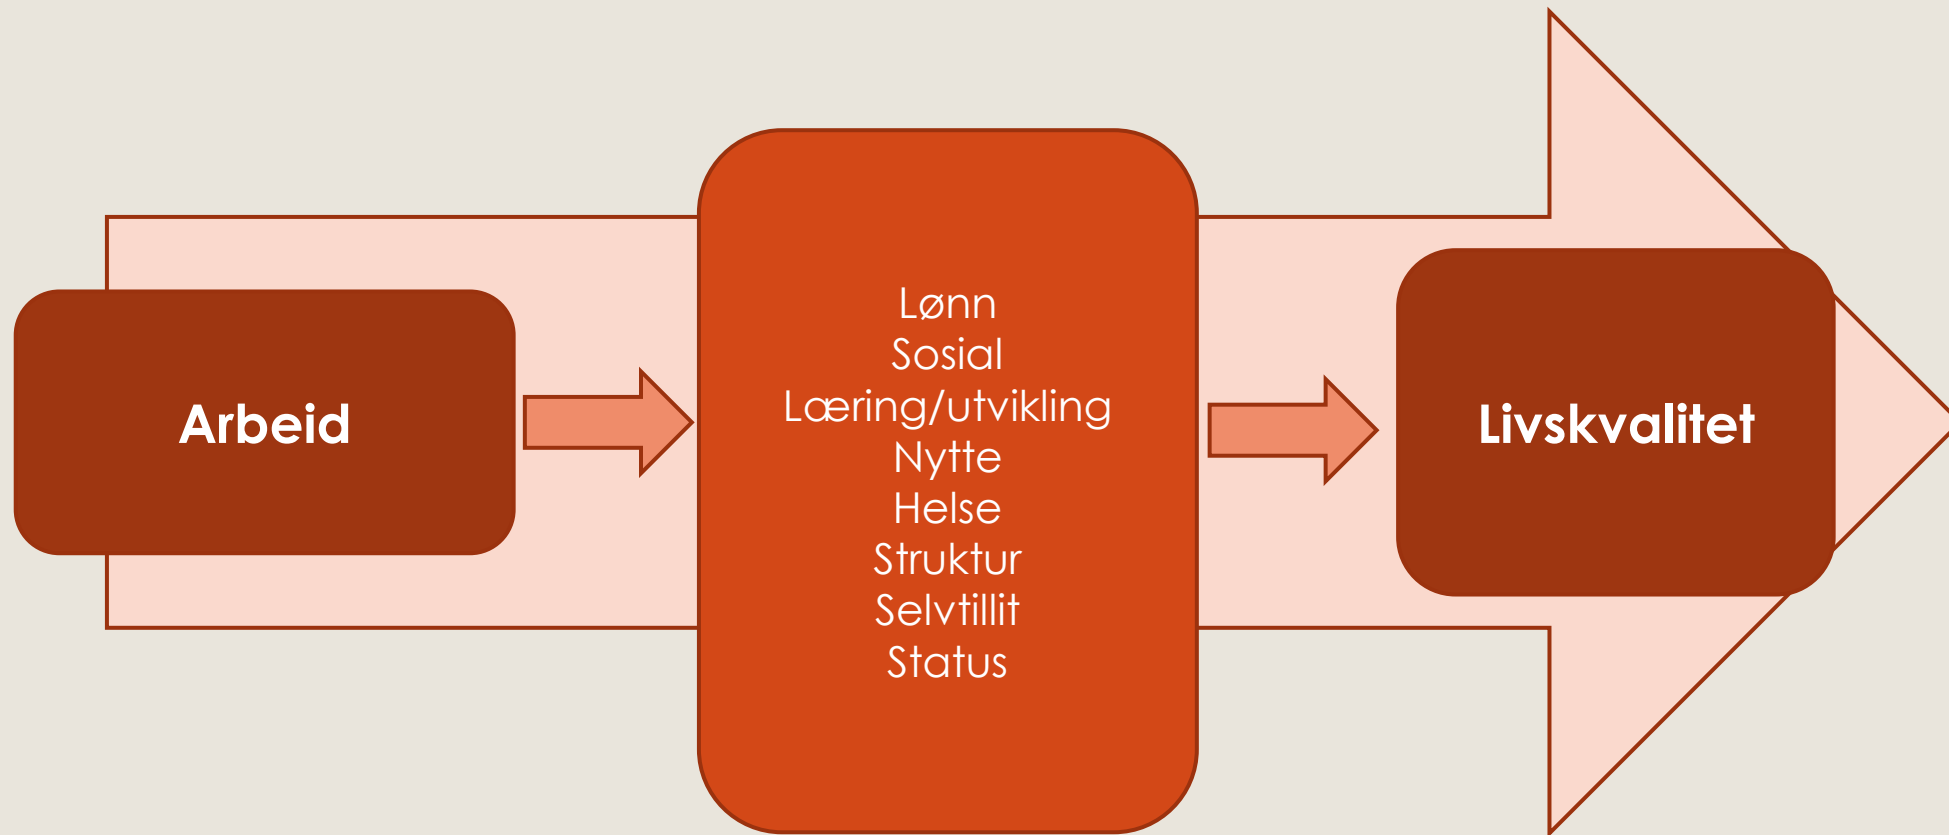 Arbeid
Lønn
Sosial
Læring/utvikling
Nytte
Helse
Struktur
Selvtillit
Status
Livskvalitet